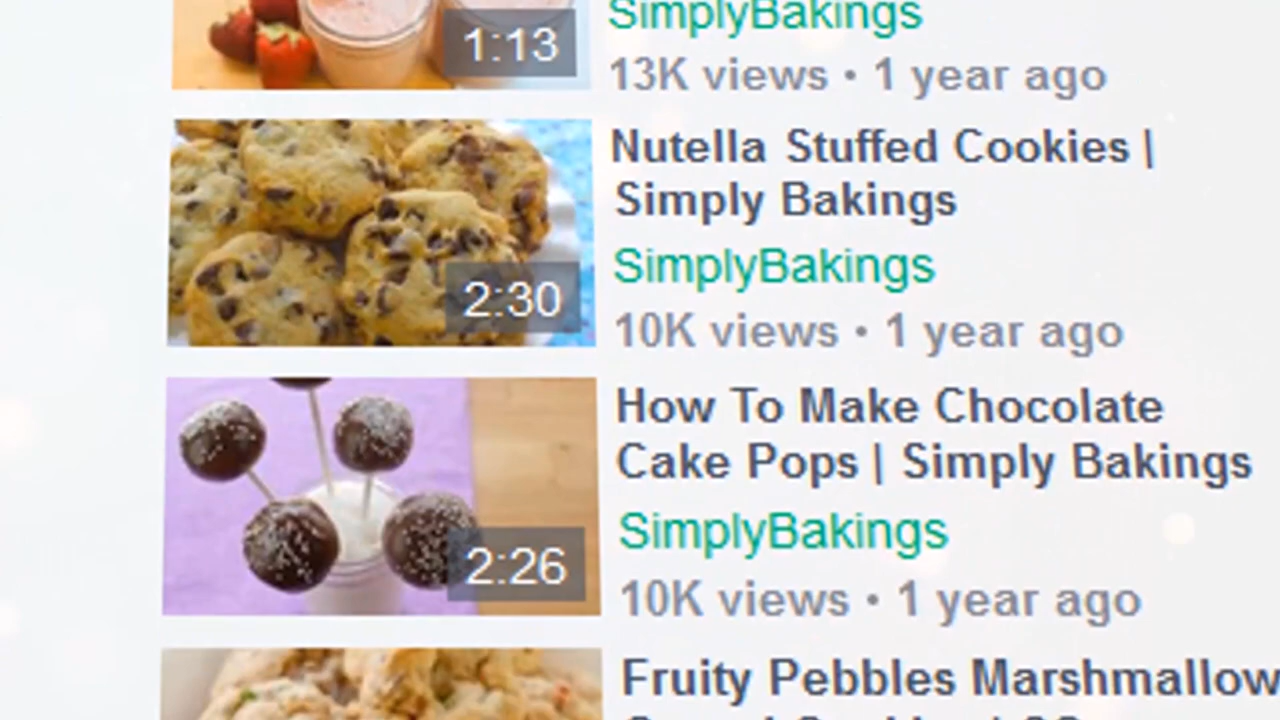 SimplyBakings
1:13
13K views • 1 year ago
Nutella Stuffed Cookies |
Simply Bakings
SimplyBakings
2:30
10K views • 1 year ago
How To Make Chocolate
Cake Pops | Simply Bakings
SimplyBakings
2:26
10K views • 1 year ago
Fruity Pebbles Marshmallow